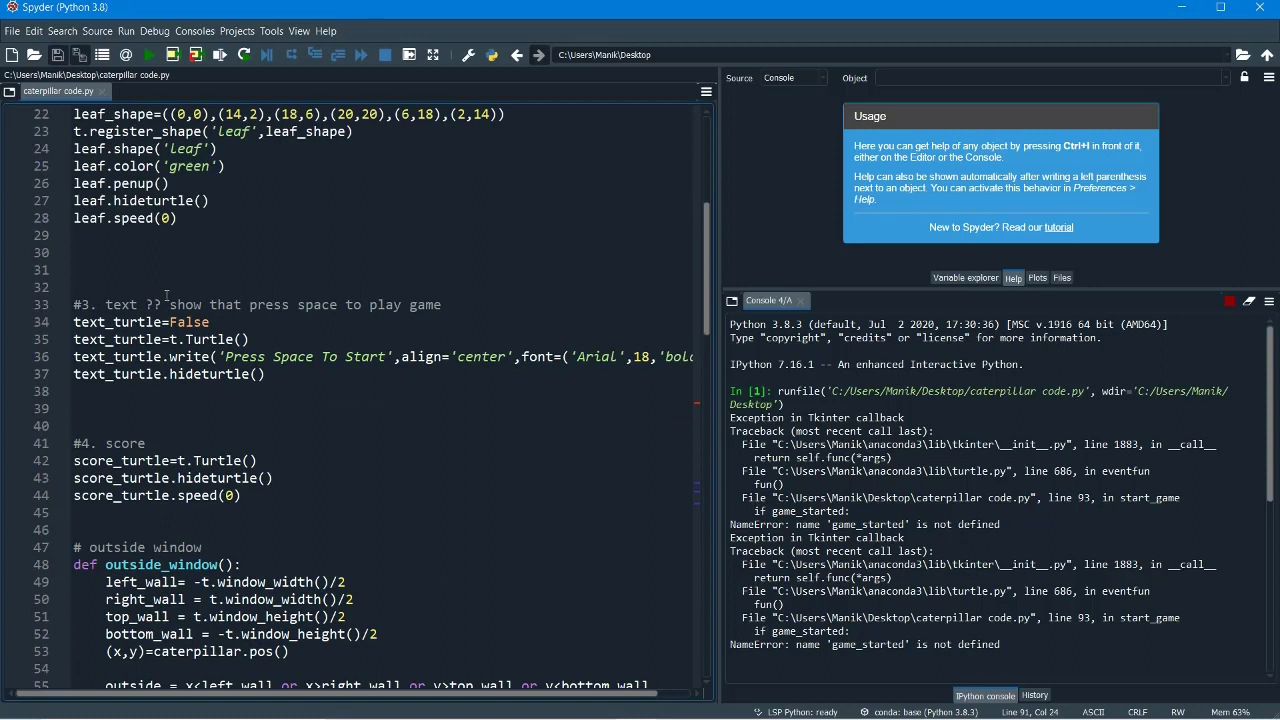 Spyder (Python 3.8)
File Edit Search Source Run Debug Consoles Projects Tools View Help
C:\Users\Manik\Desktop
C:\Users\Manik\Desktop\caterpillar code.py
caterpillar code.py
22 leaf_shape=((0,0),(14,2),(18,6),(20,20),(6,18),(2,14))
23 t.register_shape('leaf',leaf_shape)
24 leaf.shape('leaf')
25 leaf.color('green')
26 leaf.penup()
27 leaf.hideturtle()
28 leaf.speed(0)
29
30
31
32
33 #3. text ?? show that press space to play game
34 text_turtle=False
35 text_turtle=t.Turtle()
36 text_turtle.write('Press Space To Start',align='center',font=('Arial',18,'bold
37 text_turtle.hideturtle()
38
39
40
41 #4. score
42 score_turtle=t.Turtle()
43 score_turtle.hideturtle()
44 score_turtle.speed(0)
45
46
47 # outside window
48 def outside_window():
49 left_wall= -t.window_width()/2
50 right_wall = t.window_width()/2
51 top_wall = t.window_height()/2
52 bottom_wall = -t.window_height()/2
53 (x,y)=caterpillar.pos()
54
55 outside = x<left_wall or x>right_wall or y>top_wall or y<bottom_wall
Source Console Object
Usage
Here you can get help of any object by pressing Ctrl+I in front of it,
either on the Editor or the Console.
Help can also be shown automatically after writing a left parenthesis
next to an object. You can activate this behavior in Preferences >
Help.
New to Spyder? Read our tutorial
Variable explorer Help Plots Files
Console 4/A
Python 3.8.3 (default, Jul 2 2020, 17:30:36) [MSC v.1916 64 bit (AMD64)]
Type "copyright", "credits" or "license" for more information.
IPython 7.16.1 -- An enhanced Interactive Python.
In [1]: runfile('C:/Users/Manik/Desktop/caterpillar code.py', wdir='C:/Users/Manik/
Desktop')
Exception in Tkinter callback
Traceback (most recent call last):
File "C:\Users\Manik\anaconda3\lib\tkinter\__init__.py", line 1883, in __call__
return self.func(*args)
File "C:\Users\Manik\anaconda3\lib\turtle.py", line 686, in eventfun
fun()
File "C:\Users\Manik\Desktop\caterpillar code.py", line 93, in start_game
if game_started:
NameError: name 'game_started' is not defined
Exception in Tkinter callback
Traceback (most recent call last):
File "C:\Users\Manik\anaconda3\lib\tkinter\__init__.py", line 1883, in __call__
return self.func(*args)
File "C:\Users\Manik\anaconda3\lib\turtle.py", line 686, in eventfun
fun()
File "C:\Users\Manik\Desktop\caterpillar code.py", line 93, in start_game
if game_started:
NameError: name 'game_started' is not defined
IPython console History
LSP Python: ready conda: base (Python 3.8.3) Line 91, Col 24 ASCII CRLF RW Mem 63%